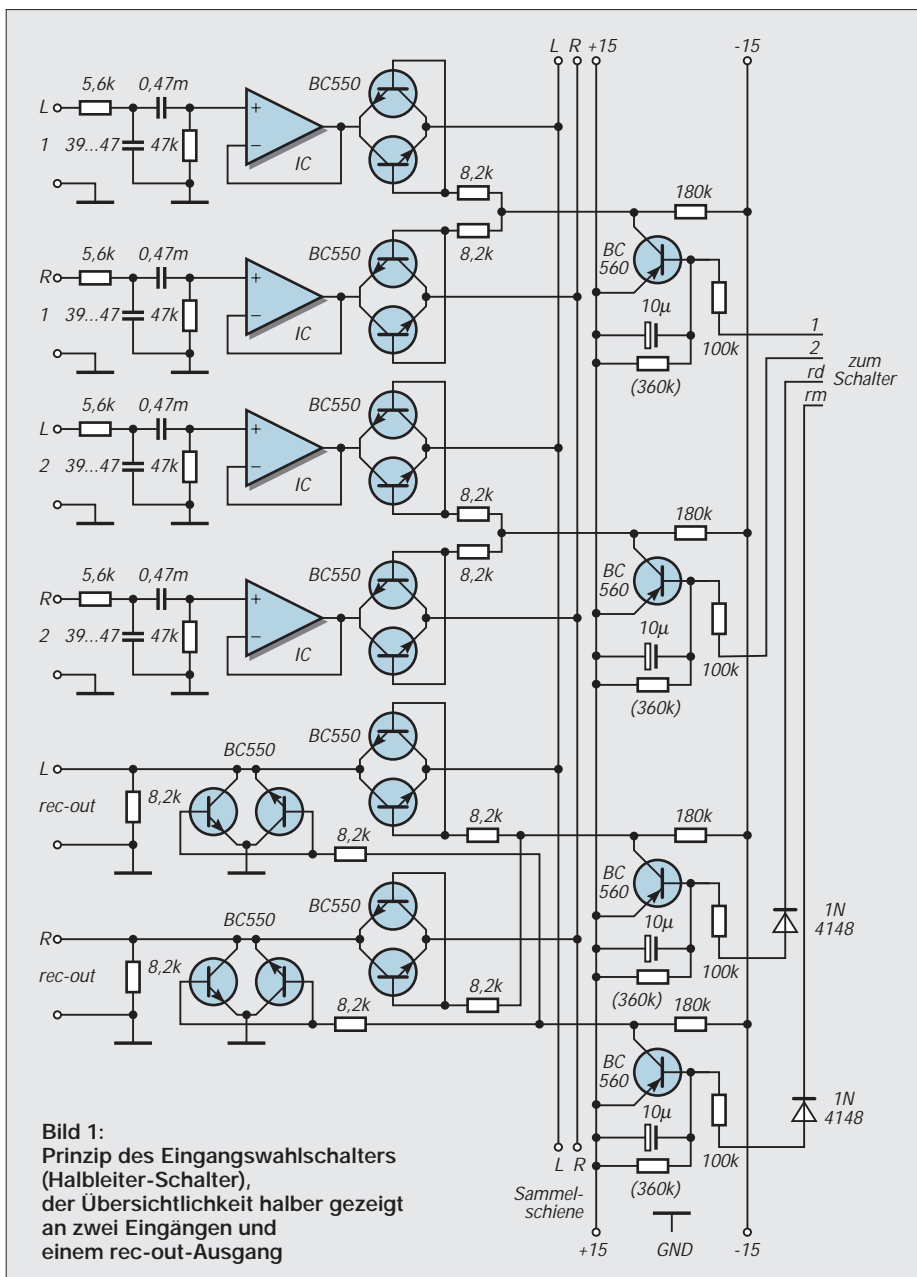 L R +15 -15
5,6k 0,47m BC550
L
1 39...47 47k IC
8,2k 180k
5,6k 0,47m 8,2k BC
560
R
1 39...47 47k IC
10µ
100k
(360k)
1
2
rd
rm
zum
Schalter
5,6k 0,47m BC550
L
2 39...47 47k IC
8,2k 180k
5,6k 0,47m 8,2k BC
560
R
2 39...47 47k IC
10µ
100k
(360k)
BC550
BC550
L
rec-out
8,2k
8,2k
8,2k 180k
BC
560
10µ
100k
(360k)
1N
4148
BC550
BC550
R
rec-out
8,2k
8,2k
8,2k
180k
BC
560
10µ
100k
(360k)
1N
4148
Bild 1:
Prinzip des Eingangswahlschalters
(Halbleiter-Schalter),
der Übersichtlichkeit halber gezeigt
an zwei Eingängen und
einem rec-out-Ausgang
L R
Sammel-
schiene
+15 GND -15